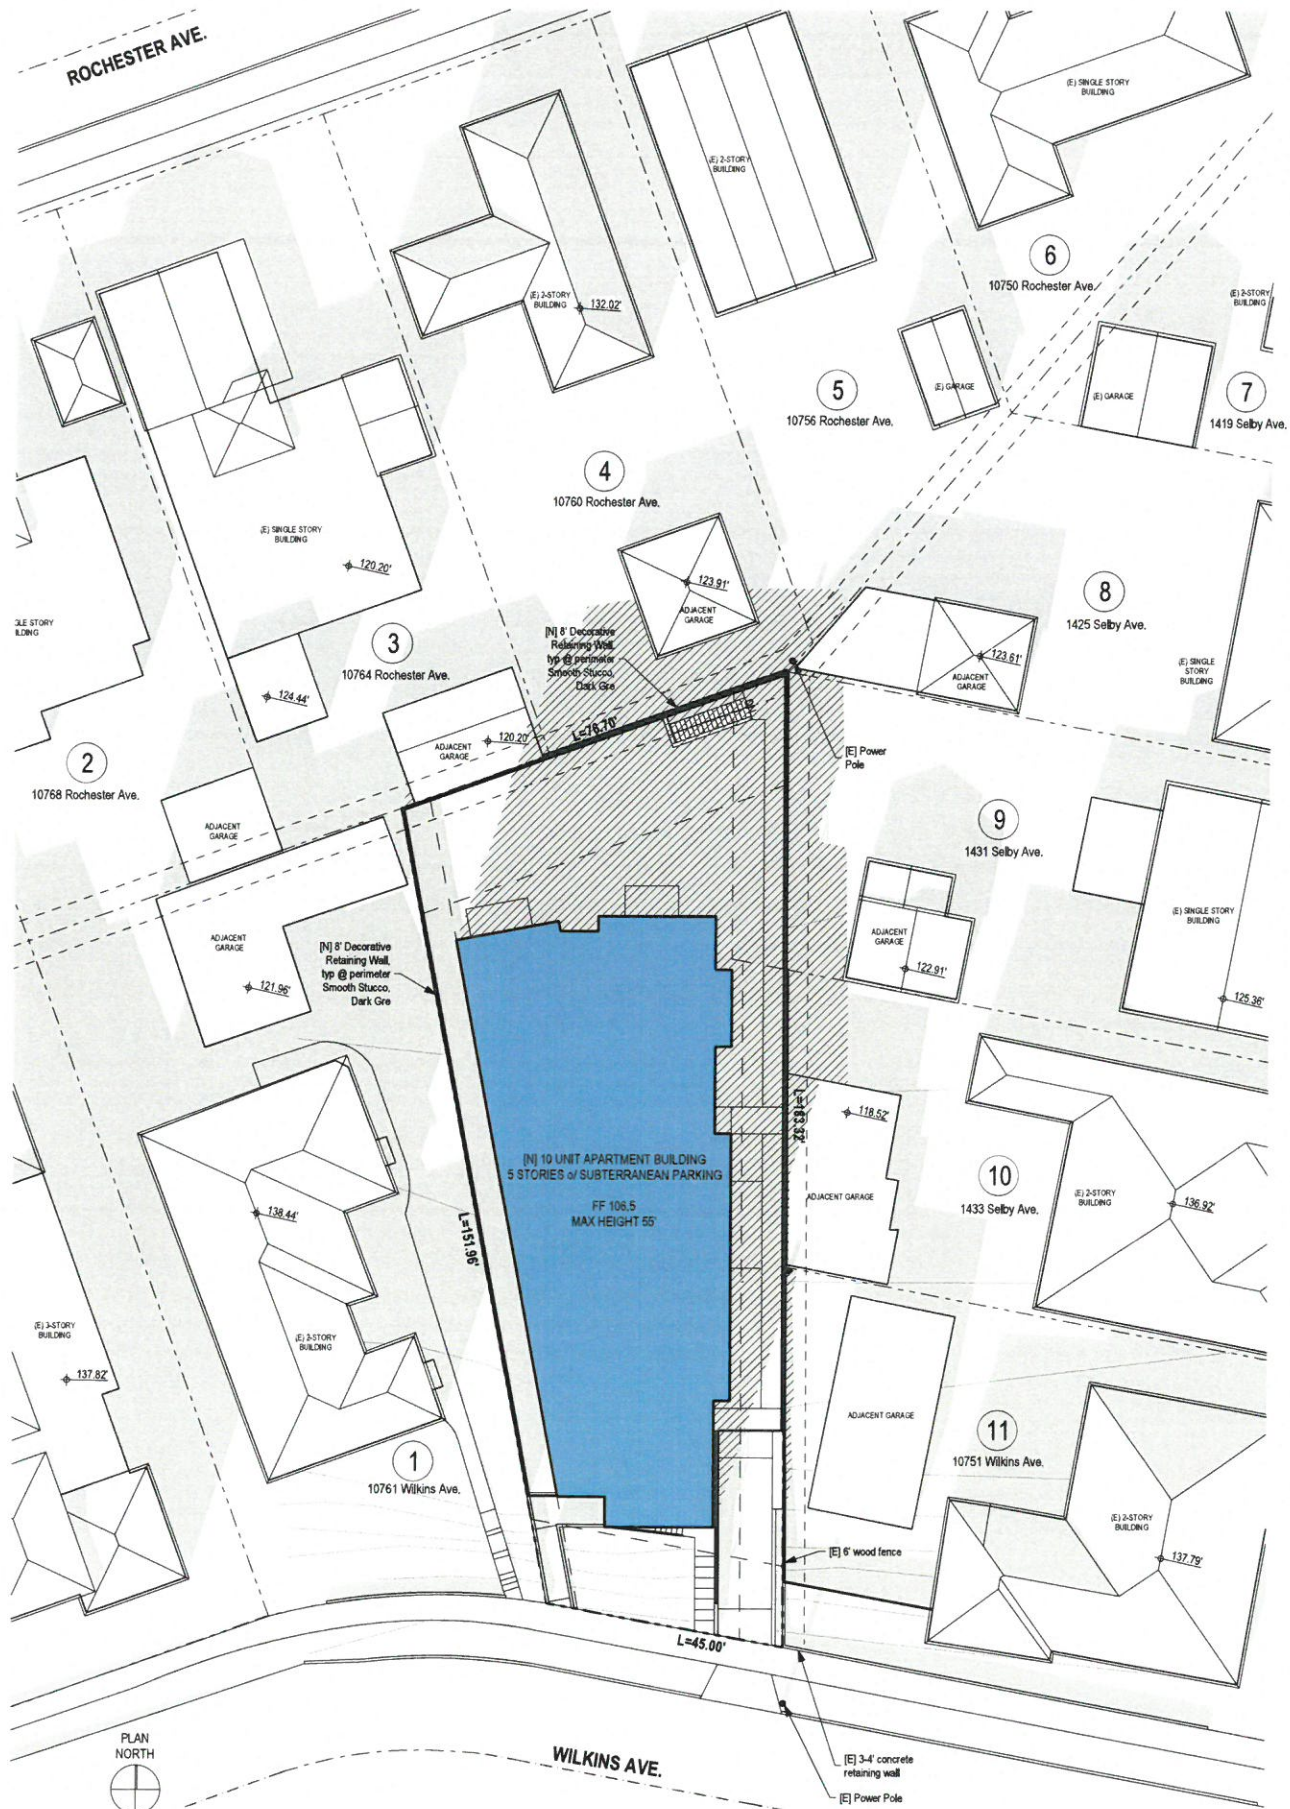 ROCHESTER AVE.
(E) SINGLE STORY
BUILDING
(E) 2-STORY
BUILDING
6
10750 Rochester Ave.
(E) 2-STORY
BUILDING
(E) 2-STORY
BUILDING
132.02'
5
10756 Rochester Ave.
(E) GARAGE
(E) GARAGE
7
1419 Selby Ave.
4
10760 Rochester Ave.
(E) SINGLE STORY
BUILDING
120.20'
123.91'
ADJACENT
GARAGE
8
1425 Selby Ave.
GLE STORY
ILDING
3
10764 Rochester Ave.
[N] 8' Decorative
Retaining Wall,
typ @ perimeter
Smooth Stucco,
Dark Gre
123.61'
ADJACENT
GARAGE
(E) SINGLE
STORY
BUILDING
124.44'
L=76.70'
ADJACENT
GARAGE
120.20'
[E] Power
Pole
2
10768 Rochester Ave.
ADJACENT
GARAGE
9
1431 Selby Ave.
(E) SINGLE STORY
BUILDING
ADJACENT
GARAGE
121.96'
[N] 8' Decorative
Retaining Wall,
typ @ perimeter
Smooth Stucco,
Dark Gre
ADJACENT
GARAGE
122.91'
125.36'
L=163.32'
118.52'
[N] 10 UNIT APARTMENT BUILDING
5 STORIES o/ SUBTERRANEAN PARKING
FF 106.5
MAX HEIGHT 55'
ADJACENT GARAGE
10
1433 Selby Ave.
(E) 2-STORY
BUILDING
136.92'
138.44'
L=151.96'
(E) 2-STORY
BUILDING
(E) 3-STORY
BUILDING
137.82'
ADJACENT GARAGE
11
10751 Wilkins Ave.
1
10761 Wilkins Ave.
(E) 2-STORY
BUILDING
137.79'
[E] 6' wood fence
L=45.00'
PLAN
NORTH
WILKINS AVE.
[E] 3-4' concrete
retaining wall
[E] Power Pole